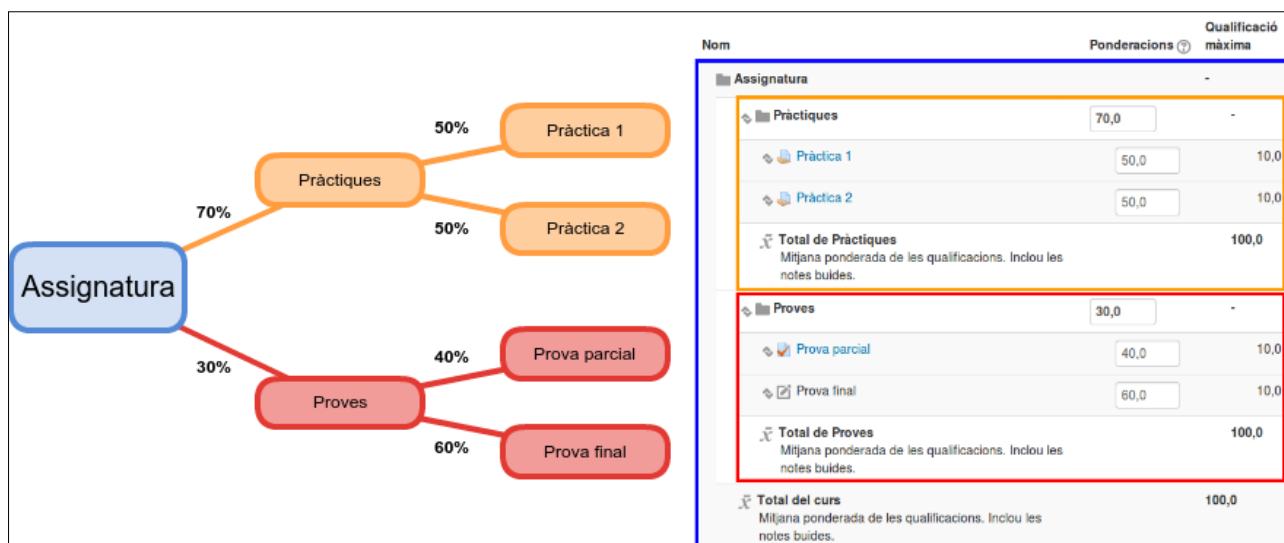 Assignatura
70%
30%
Pràctiques
50%
50%
Pràctica 1
Pràctica 2
Proves
40%
60%
Prova parcial
Prova final
Nom Ponderacions Qualificació màxima
Assignatura -
Pràctiques 70,0 -
Pràctica 1 50,0 10,0
Pràctica 2 50,0 10,0
Total de Pràctiques 100,0
Mitjana ponderada de les qualificacions. Inclou les
notes buides.
Proves 30,0 -
Prova parcial 40,0 10,0
Prova final 60,0 10,0
Total de Proves 100,0
Mitjana ponderada de les qualificacions. Inclou les
notes buides.
Total del curs 100,0
Mitjana ponderada de les qualificacions. Inclou les
notes buides.